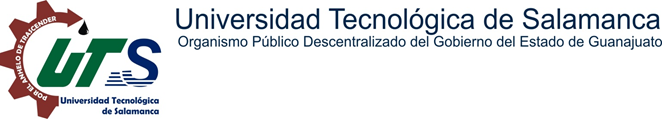 POR EL ANHELO DE TRASCENDER
UTS
Universidad Tecnológica
de Salamanca
Universidad Tecnológica de Salamanca
Organismo Público Descentralizado del Gobierno del Estado de Guanajuato